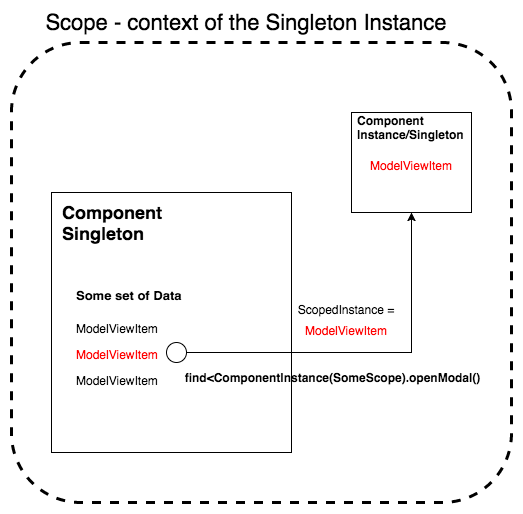 Scope - context of the Singleton Instance
Component
Instance/Singleton
ModelViewItem
Component
Singleton
Some set of Data
ModelViewItem
ModelViewItem
ModelViewItem
ScopedInstance =
ModelViewItem
find<ComponentInstance(SomeScope).openModal()